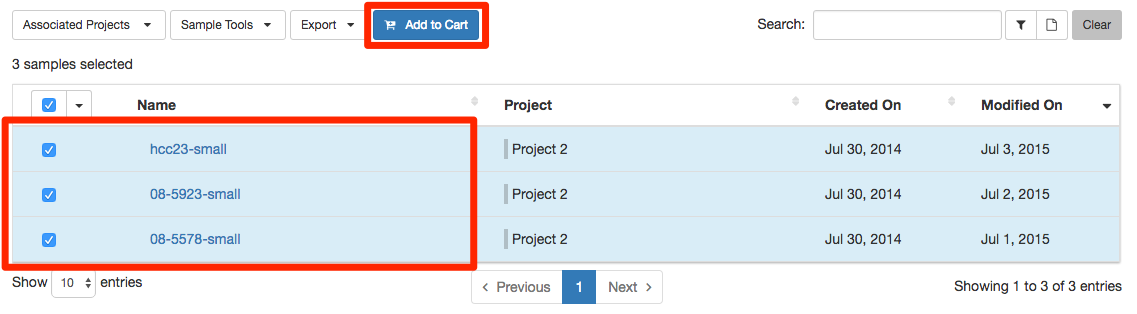 Associated Projects Sample Tools Export Add to Cart Search: Clear
3 samples selected
Name Project Created On Modified On
hcc23-small Project 2 Jul 30, 2014 Jul 3, 2015
08-5923-small Project 2 Jul 30, 2014 Jul 2, 2015
08-5578-small Project 2 Jul 30, 2014 Jul 1, 2015
Show 10 entries Previous 1 Next Showing 1 to 3 of 3 entries